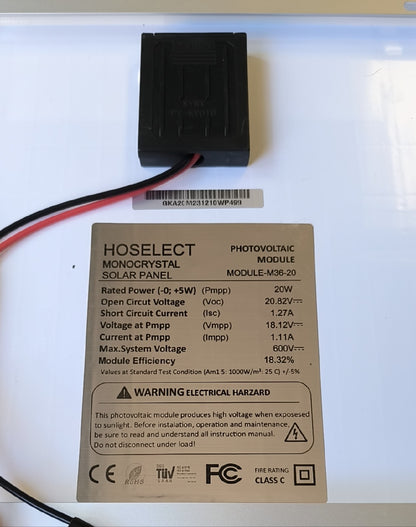 GKA20M231210WP499
HOSELECT
MONOCRYSTAL
SOLAR PANEL
PHOTOVOLTAIC
MODULE
MODULE-M36-20
Rated Power (-0; +5W) (Pmpp) 20W
Open Circut Voltage (Voc) 20.82V⎓
Short Circuit Current (Isc) 1.27A
Voltage at Pmpp (Vmpp) 18.12V⎓
Current at Pmpp (Impp) 1.11A
Max.System Voltage 600V⎓
Module Efficiency 18.32%
Values at Standard Test Condition (Am1 5: 1000W/m²: 25 C) +/-5%
WARNING ELECTRICAL HARZARD
This photovoltaic module produces high voltage when exposesed
to sunlight. Before instalation, operation and maintenance,
be sure to read and understand all instruction manual.
Do not disconnect under load!
CE
RoHS
TÜV
FC
FIRE RATING
CLASS C